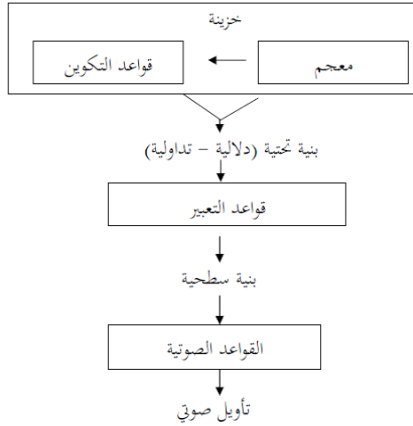 خزينة
معجم
قواعد التكوين
بنية تحتية (دلالية – تداولية)
قواعد التعبير
بنية سطحية
القواعد الصوتية
تأويل صوتي